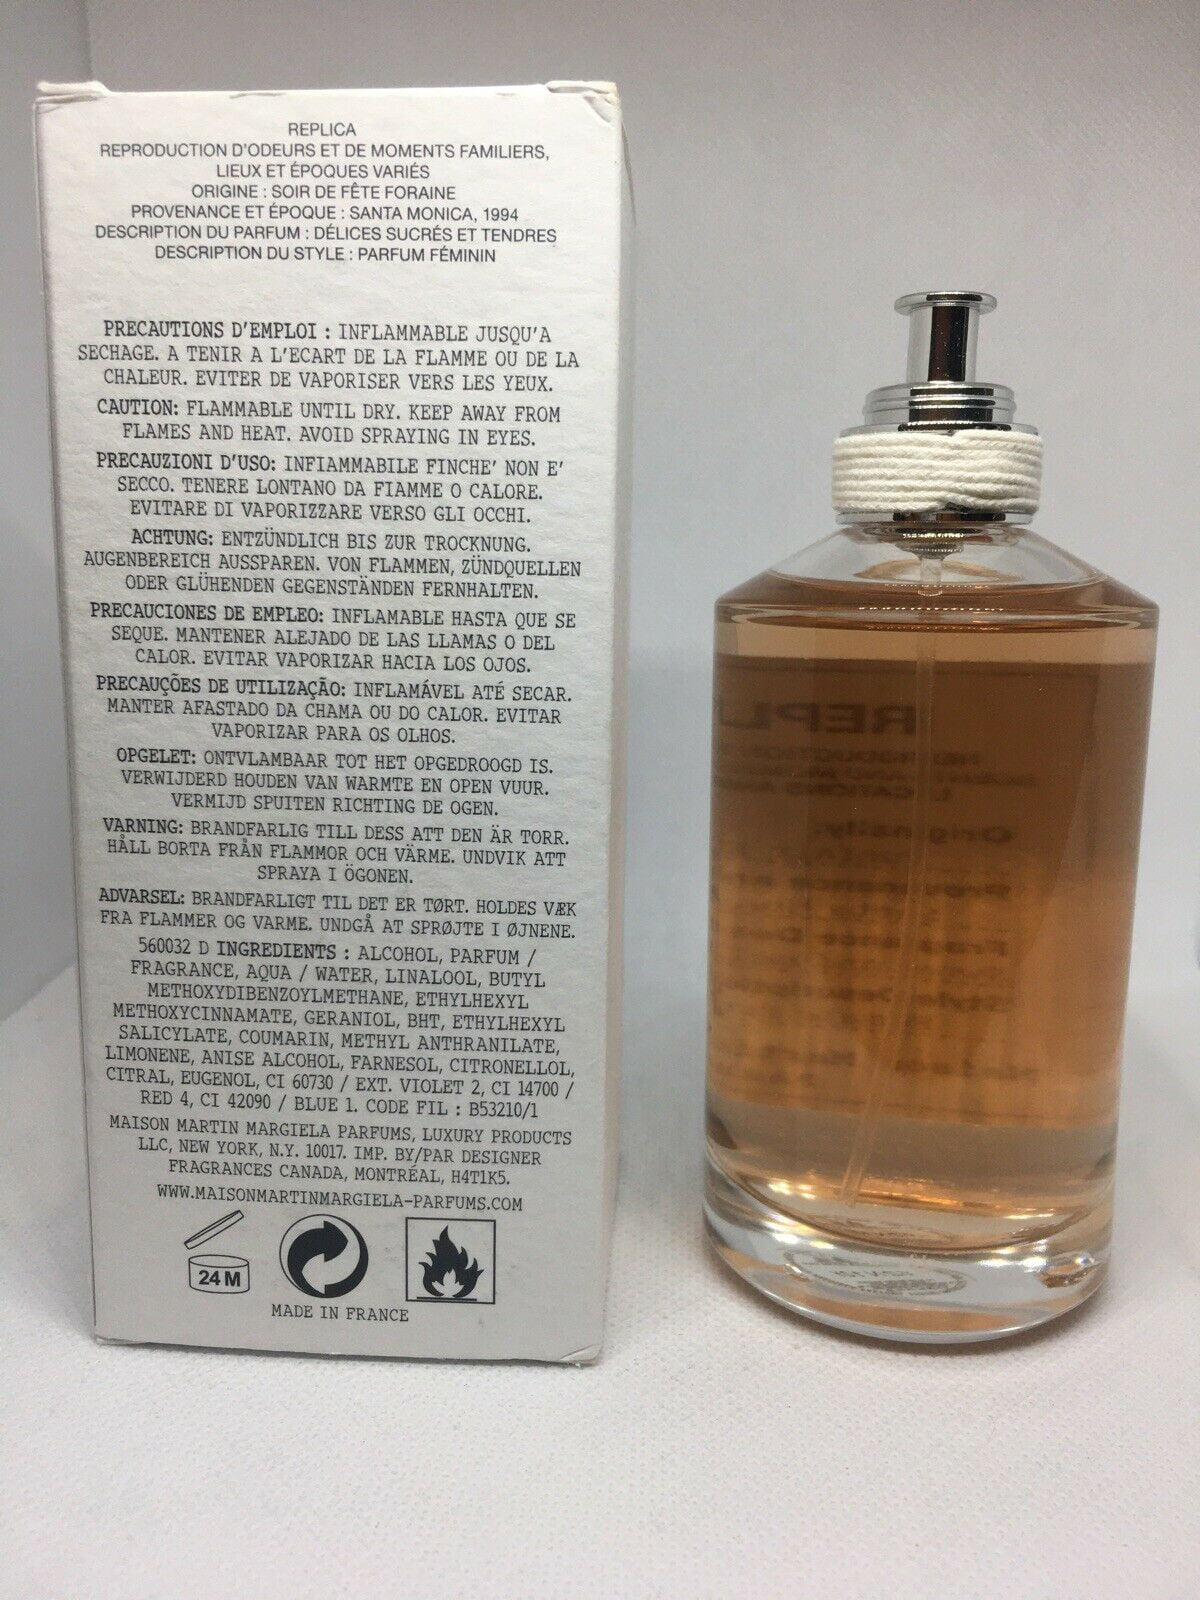 REPLICA
REPRODUCTION D'ODEURS ET DE MOMENTS FAMILIERS,
LIEUX ET ÉPOQUES VARIÉS
ORIGINE : SOIR DE FÊTE FORAINE
PROVENANCE ET ÉPOQUE : SANTA MONICA, 1994
DESCRIPTION DU PARFUM : DÉLICES SUCRÉS ET TENDRES
DESCRIPTION DU STYLE : PARFUM FÉMININ
PRECAUTIONS D'EMPLOI : INFLAMMABLE JUSQU'A
SECHAGE. A TENIR A L'ECART DE LA FLAMME OU DE LA
CHALEUR. EVITER DE VAPORISER VERS LES YEUX.
CAUTION: FLAMMABLE UNTIL DRY. KEEP AWAY FROM
FLAMES AND HEAT. AVOID SPRAYING IN EYES.
PRECAUZIONI D'USO: INFIAMMABILE FINCHE' NON E'
SECCO. TENERE LONTANO DA FIAMME O CALORE.
EVITARE DI VAPORIZZARE VERSO GLI OCCHI.
ACHTUNG: ENTZÜNDLICH BIS ZUR TROCKNUNG.
AUGENBEREICH AUSSPAREN. VON FLAMMEN, ZÜNDQUELLEN
ODER GLÜHENDEN GEGENSTÄNDEN FERNHALTEN.
PRECAUCIONES DE EMPLEO: INFLAMABLE HASTA QUE SE
SEQUE. MANTENER ALEJADO DE LAS LLAMAS O DEL
CALOR. EVITAR VAPORIZAR HACIA LOS OJOS.
PRECAUÇÕES DE UTILIZAÇÃO: INFLAMÁVEL ATÉ SECAR.
MANTER AFASTADO DA CHAMA OU DO CALOR. EVITAR
VAPORIZAR PARA OS OLHOS.
OPGELET: ONTVLAMBAAR TOT HET OPGEDROOGD IS.
VERWIJDERD HOUDEN VAN WARMTE EN OPEN VUUR.
VERMIJD SPUITEN RICHTING DE OGEN.
VARNING: BRANDFARLIG TILL DESS ATT DEN ÄR TORR.
HÅLL BORTA FRÅN FLAMMOR OCH VÄRME. UNDVIK ATT
SPRAYA I ÖGONEN.
ADVARSEL: BRANDFARLIGT TIL DET ER TØRT. HOLDES VÆK
FRA FLAMMER OG VARME. UNDGÅ AT SPRØJTE I ØJNENE.
560032 D INGREDIENTS : ALCOHOL, PARFUM /
FRAGRANCE, AQUA / WATER, LINALOOL, BUTYL
METHOXYDIBENZOYLMETHANE, ETHYLHEXYL
METHOXYCINNAMATE, GERANIOL, BHT, ETHYLHEXYL
SALICYLATE, COUMARIN, METHYL ANTHRANILATE,
LIMONENE, ANISE ALCOHOL, FARNESOL, CITRONELLOL,
CITRAL, EUGENOL, CI 60730 / EXT. VIOLET 2, CI 14700 /
RED 4, CI 42090 / BLUE 1. CODE FIL : B53210/1
MAISON MARTIN MARGIELA PARFUMS, LUXURY PRODUCTS
LLC, NEW YORK, N.Y. 10017. IMP. BY/PAR DESIGNER
FRAGRANCES CANADA, MONTRÉAL, H4T1K5.
WWW.MAISONMARTINMARGIELA-PARFUMS.COM
24M
MADE IN FRANCE